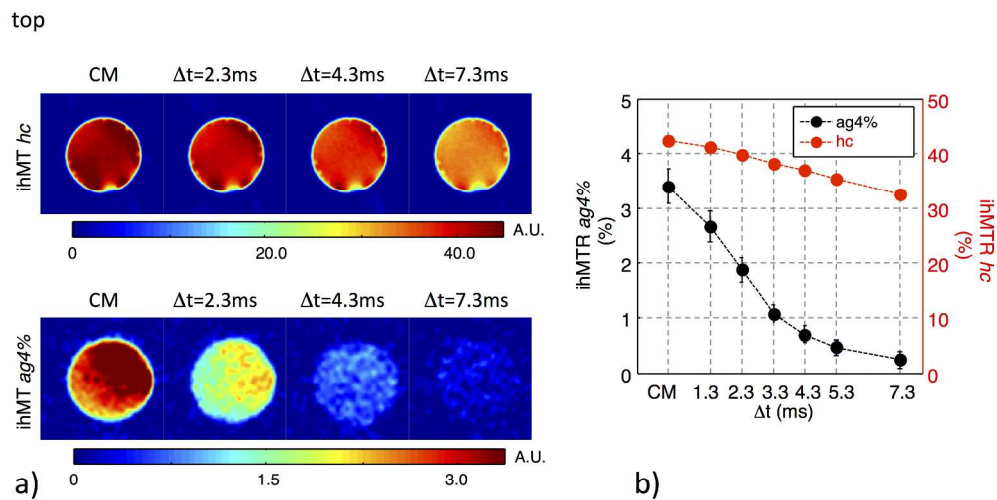 top
CM Δt=2.3ms Δt=4.3ms Δt=7.3ms
ihMT hc
0 20.0 40.0 A.U.
CM Δt=2.3ms Δt=4.3ms Δt=7.3ms
ihMT ag4%
0 1.5 3.0 A.U.
a)
ihMTR ag4%
(%)
5
4
3
2
1
0
ag4%
hc
50
40
30
20
10
0
ihMTR hc
(%)
CM 1.3 2.3 3.3 4.3 5.3 7.3
Δt (ms)
b)